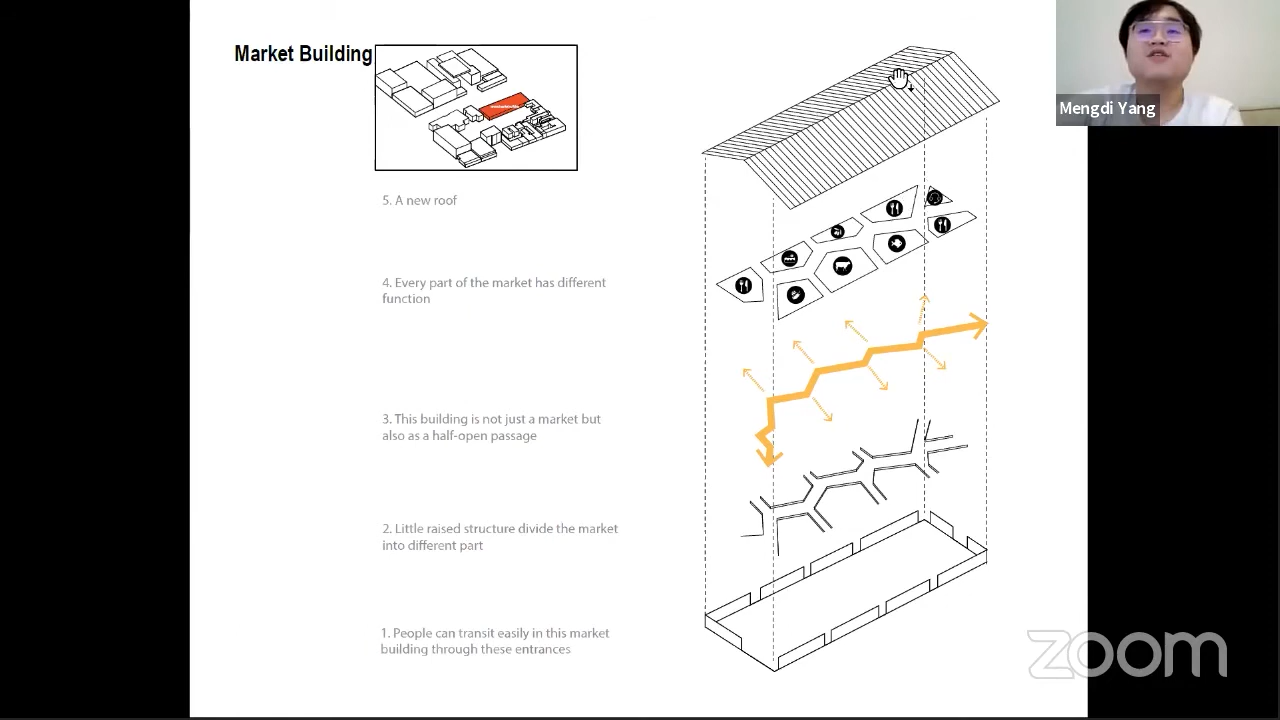 Market Building
Mengdi Yang
5. A new roof
4. Every part of the market has different
function
3. This building is not just a market but
also as a half-open passage
2. Little raised structure divide the market
into different part
1. People can transit easily in this market
building through these entrances
zoom